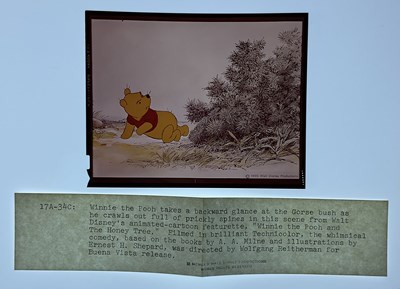 17A-34C: Winnie the Pooh takes a backward glance at the Gorse bush as
he crawls out full of prickly spines in this scene from Walt
Disney's animated-cartoon featurette, "Winnie the Pooh and
The Honey Tree." Filmed in brilliant Technicolor, the whimsical
comedy, based on the books by A. A. Milne and illustrations by
Ernest H. Shepard, was directed by Wolfgang Reitherman for
Buena Vista release.